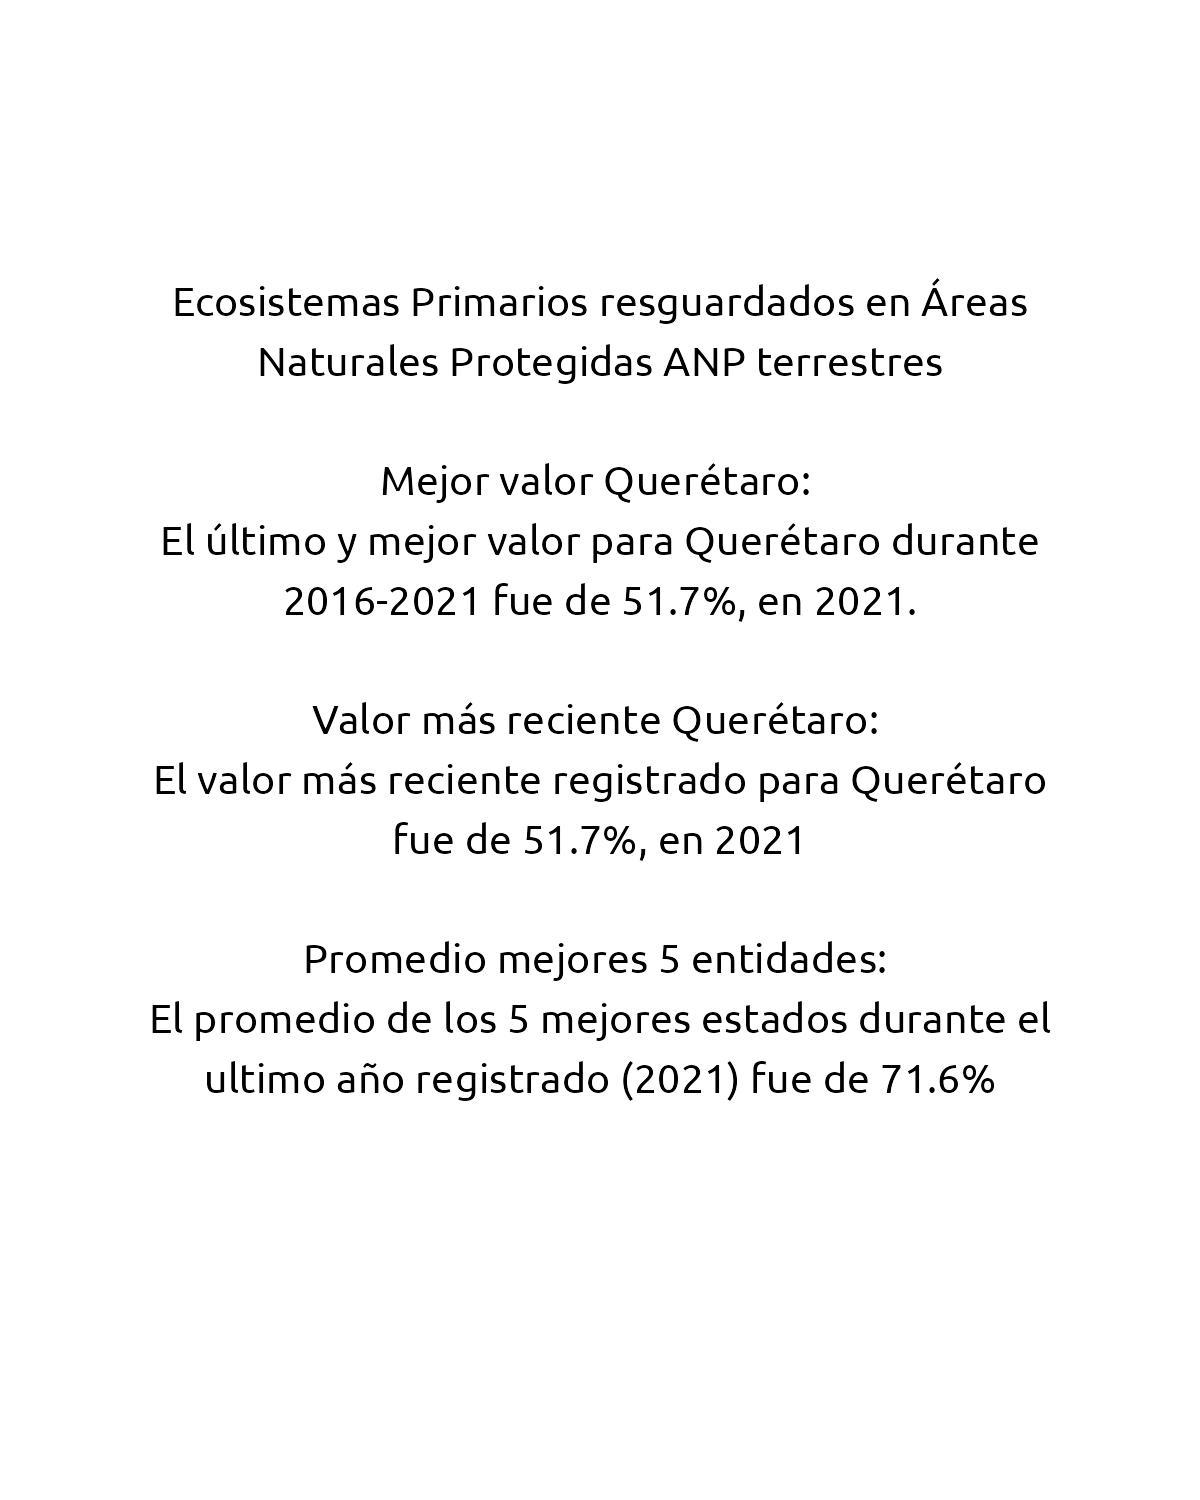 Ecosistemas Primarios resguardados en Áreas
Naturales Protegidas ANP terrestres
Mejor valor Querétaro:
El último y mejor valor para Querétaro durante
2016-2021 fue de 51.7%, en 2021.
Valor más reciente Querétaro:
El valor más reciente registrado para Querétaro
fue de 51.7%, en 2021
Promedio mejores 5 entidades:
El promedio de los 5 mejores estados durante el
ultimo año registrado (2021) fue de 71.6%